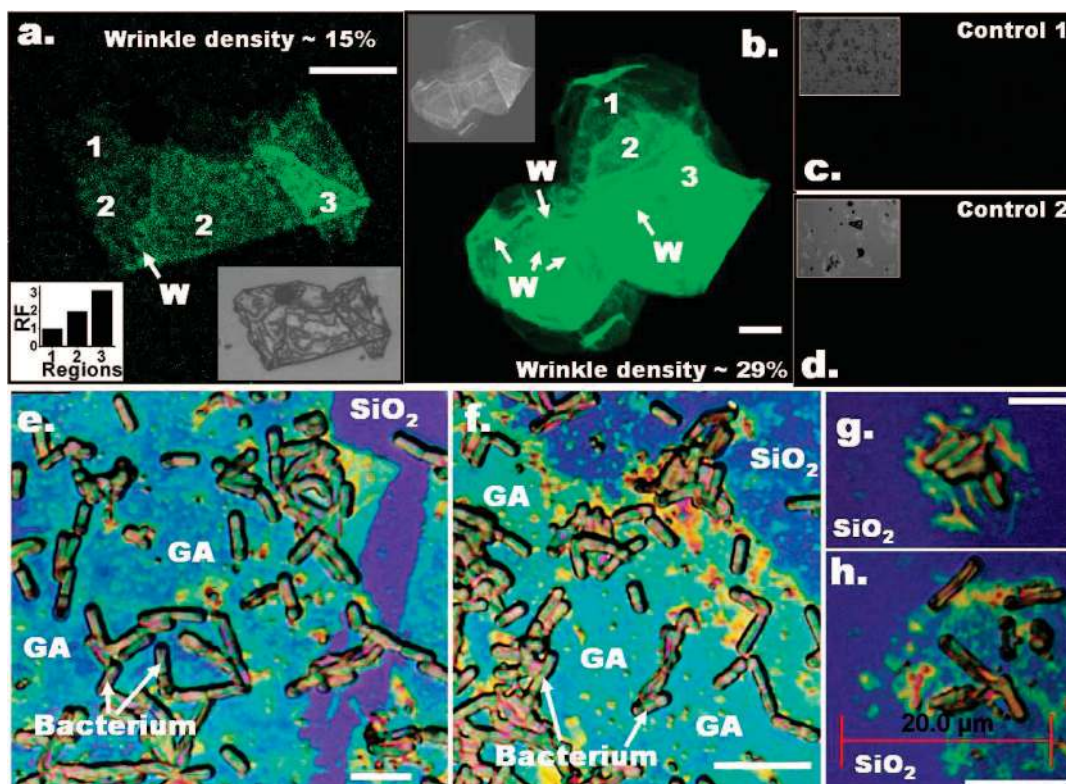 a.
Wrinkle density ~ 15%
1
2
2
3
W
RF
3
2
1
0
1 2 3
Regions
b.
1
2
3
W
W
W
Wrinkle density ~ 29%
Control 1
c.
Control 2
d.
e.
SiO2
GA
GA
Bacterium
f.
SiO2
GA
GA
GA
Bacterium
g.
SiO2
h.
20.0 µm
SiO2